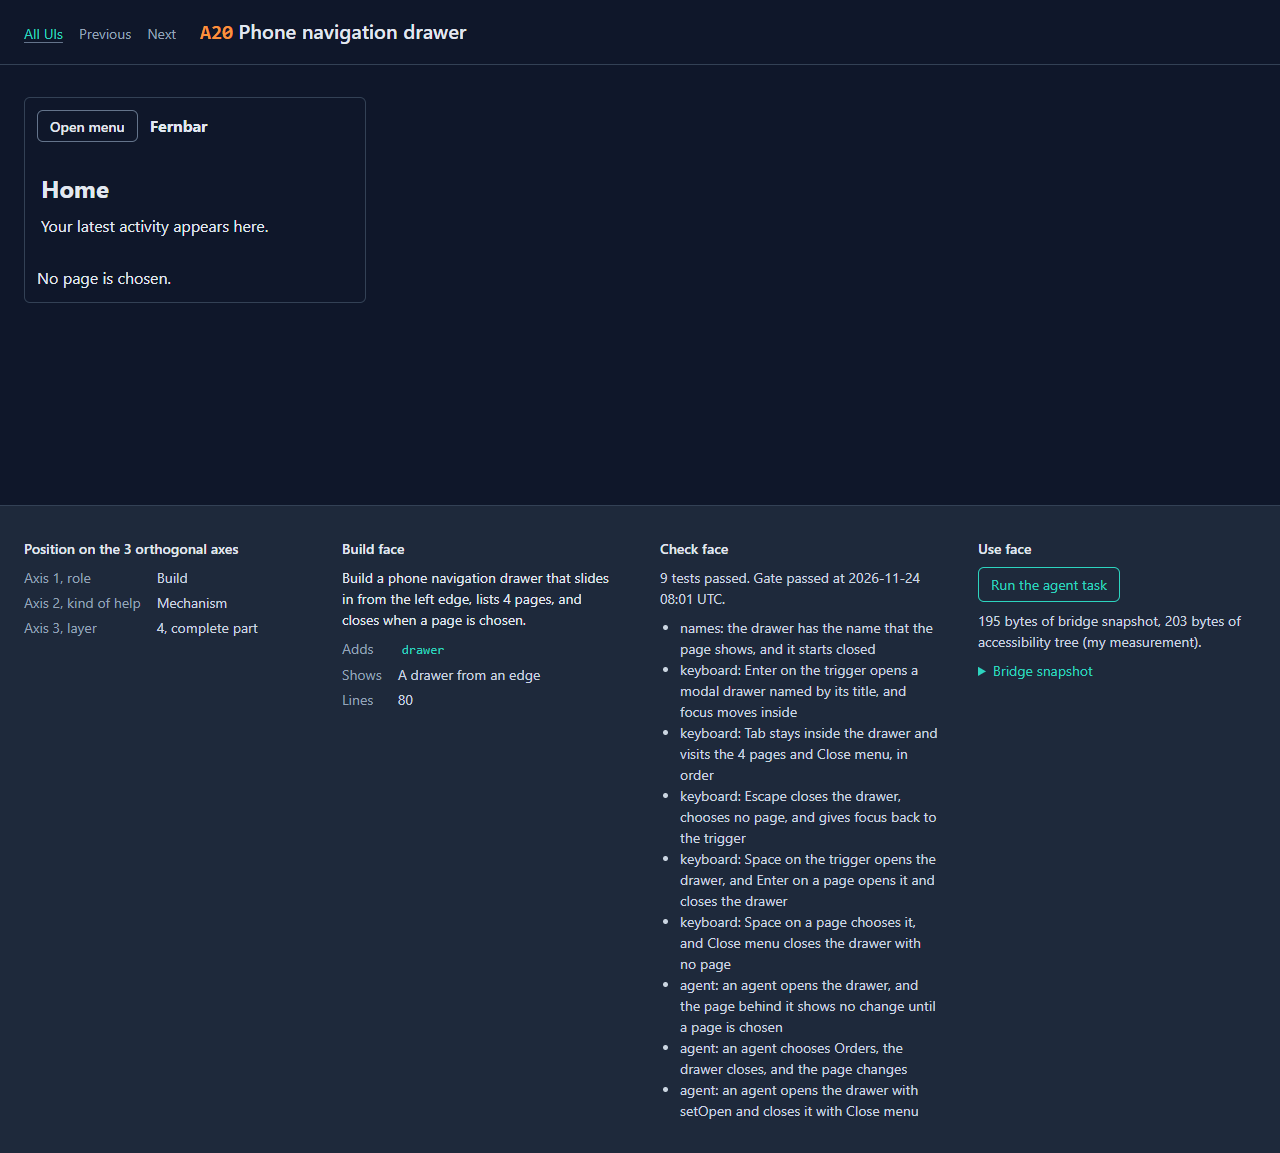 All UIs Previous Next A20 Phone navigation drawer
Open menu Fernbar
Home
Your latest activity appears here.
No page is chosen.
Position on the 3 orthogonal axes
Axis 1, role Build
Axis 2, kind of help Mechanism
Axis 3, layer 4, complete part
Build face
Build a phone navigation drawer that slides
in from the left edge, lists 4 pages, and
closes when a page is chosen.
Adds drawer
Shows A drawer from an edge
Lines 80
Check face
9 tests passed. Gate passed at 2026-11-24
08:01 UTC.
• names: the drawer has the name that the
page shows, and it starts closed
• keyboard: Enter on the trigger opens a
modal drawer named by its title, and
focus moves inside
• keyboard: Tab stays inside the drawer and
visits the 4 pages and Close menu, in
order
• keyboard: Escape closes the drawer,
chooses no page, and gives focus back to
the trigger
• keyboard: Space on the trigger opens the
drawer, and Enter on a page opens it and
closes the drawer
• keyboard: Space on a page chooses it,
and Close menu closes the drawer with
no page
• agent: an agent opens the drawer, and
the page behind it shows no change until
a page is chosen
• agent: an agent chooses Orders, the
drawer closes, and the page changes
• agent: an agent opens the drawer with
setOpen and closes it with Close menu
Use face
Run the agent task
195 bytes of bridge snapshot, 203 bytes of
accessibility tree (my measurement).
▶ Bridge snapshot